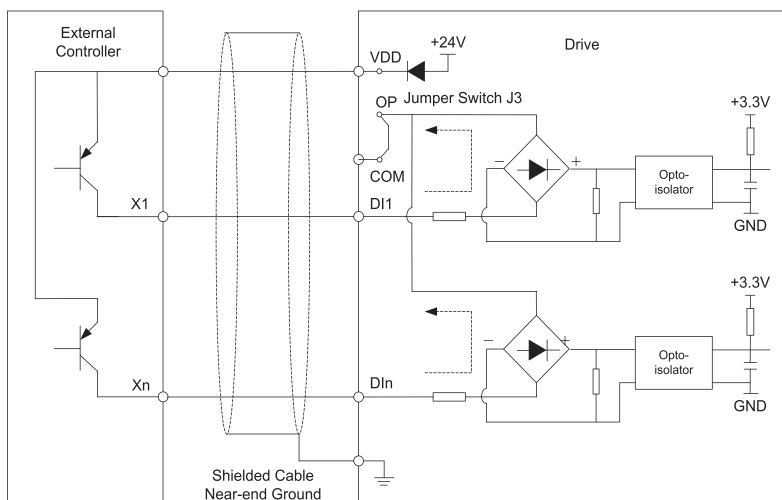 External
Controller
+24V
VDD
Drive
OP
Jumper Switch J3
COM
+3.3V
−
+
Opto-
isolator
GND
X1
DI1
+3.3V
−
+
Opto-
isolator
GND
Xn
DIn
Shielded Cable
Near-end Ground